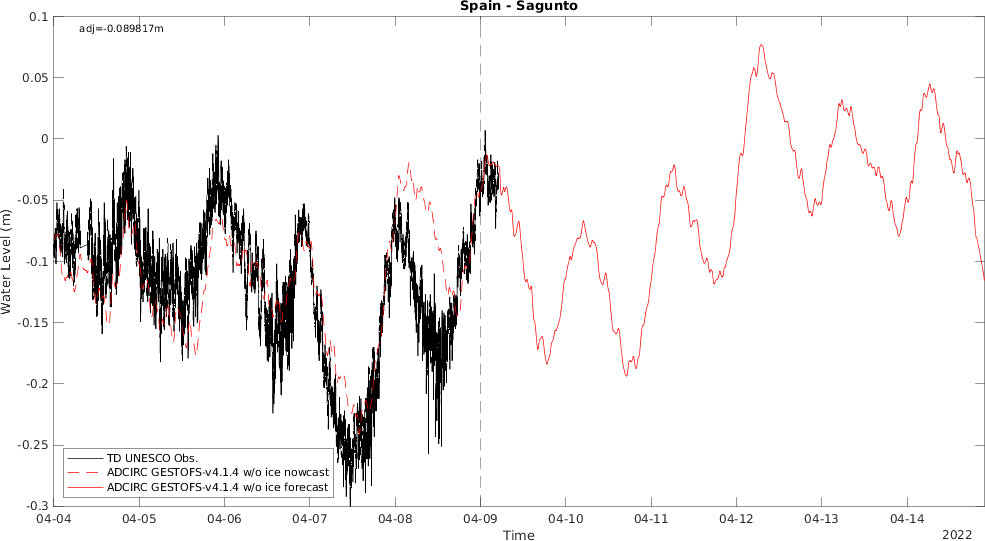 Spain - Sagunto
adj=-0.089817m
0.1
0.05
0
-0.05
-0.1
-0.15
-0.2
-0.25
-0.3
Water Level (m)
TD UNESCO Obs.
ADCIRC GESTOFS-v4.1.4 w/o ice nowcast
ADCIRC GESTOFS-v4.1.4 w/o ice forecast
04-04 04-05 04-06 04-07 04-08 04-09 04-10 04-11 04-12 04-13 04-14
Time
2022